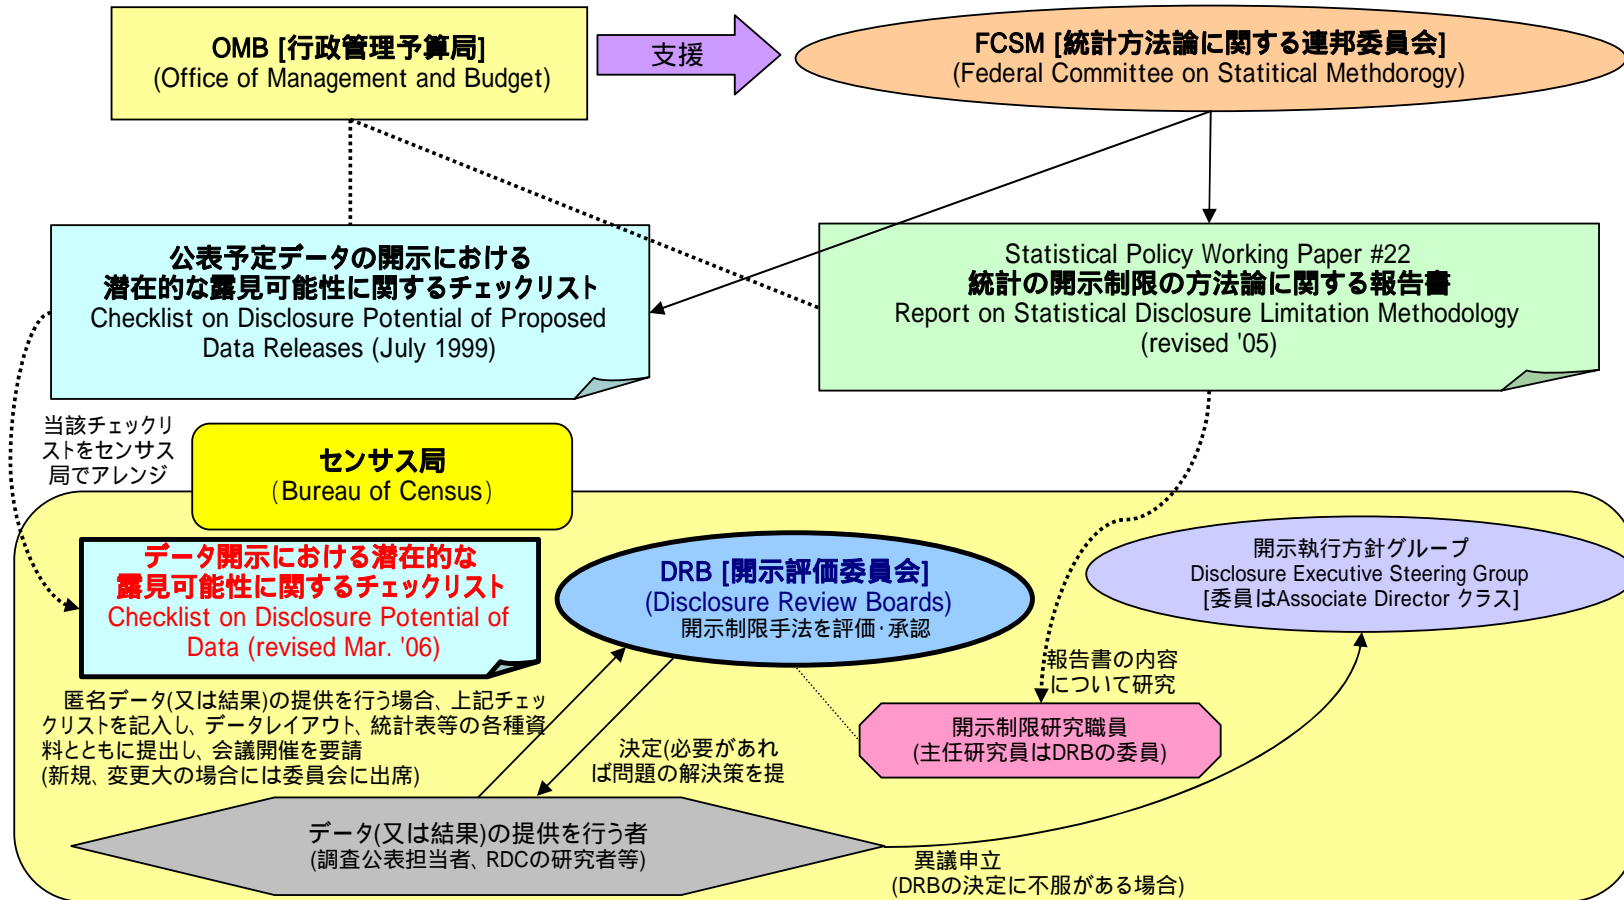 OMB [行政管理予算局]
(Office of Management and Budget)
支援
FCSM [統計方法論に関する連邦委員会]
(Federal Committee on Statitical Methdorogy)
公表予定データの開示における
潜在的な露見可能性に関するチェックリスト
Checklist on Disclosure Potential of Proposed
Data Releases (July 1999)
Statistical Policy Working Paper #22
統計の開示制限の方法論に関する報告書
Report on Statistical Disclosure Limitation Methodology
(revised '05)
当該チェックリ
ストをセンサス
局でアレンジ
センサス局
(Bureau of Census)
データ開示における潜在的な
露見可能性に関するチェックリスト
Checklist on Disclosure Potential of
Data (revised Mar. '06)
DRB [開示評価委員会]
(Disclosure Review Boards)
開示制限手法を評価・承認
開示執行方針グループ
Disclosure Executive Steering Group
[委員はAssociate Director クラス]
報告書の内容
について研究
匿名データ(又は結果)の提供を行う場合、上記チェッ
クリストを記入し、データレイアウト、統計表等の各種資
料とともに提出し、会議開催を要請
(新規、変更大の場合には委員会に出席)
開示制限研究職員
(主任研究員はDRBの委員)
決定(必要があれ
ば問題の解決策を提
データ(又は結果)の提供を行う者
(調査公表担当者、RDCの研究者等)
異議申立
(DRBの決定に不服がある場合)